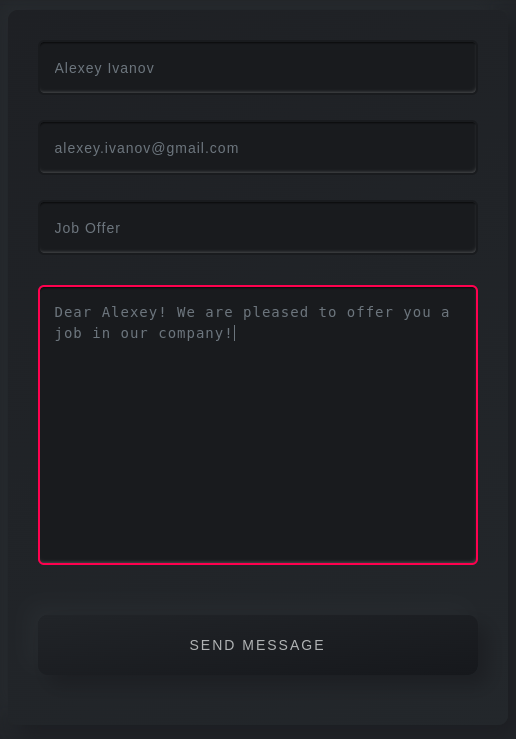 Alexey Ivanov
alexey.ivanov@gmail.com
Job Offer
Dear Alexey! We are pleased to offer you a
job in our company!
SEND MESSAGE